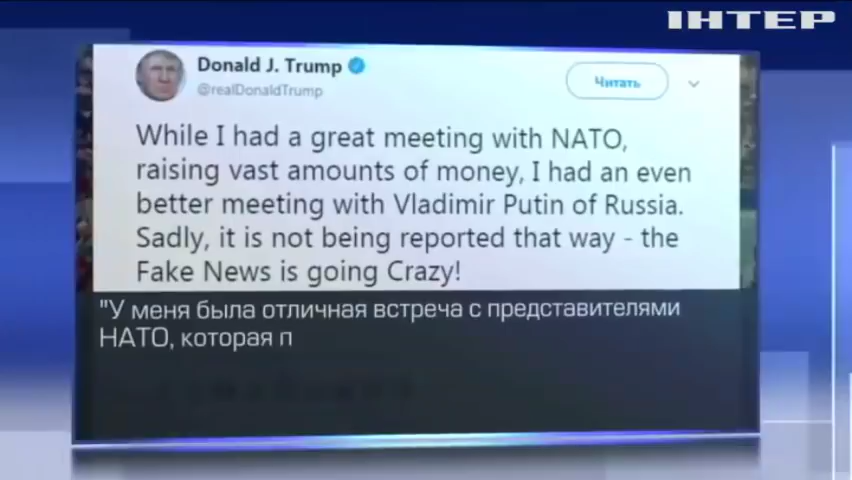 ІНТЕР
Donald J. Trump
@realDonaldTrump
Читать
While I had a great meeting with NATO,
raising vast amounts of money, I had an even
better meeting with Vladimir Putin of Russia.
Sadly, it is not being reported that way - the
Fake News is going Crazy!
"У меня была отличная встреча с представителями
НАТО, которая п